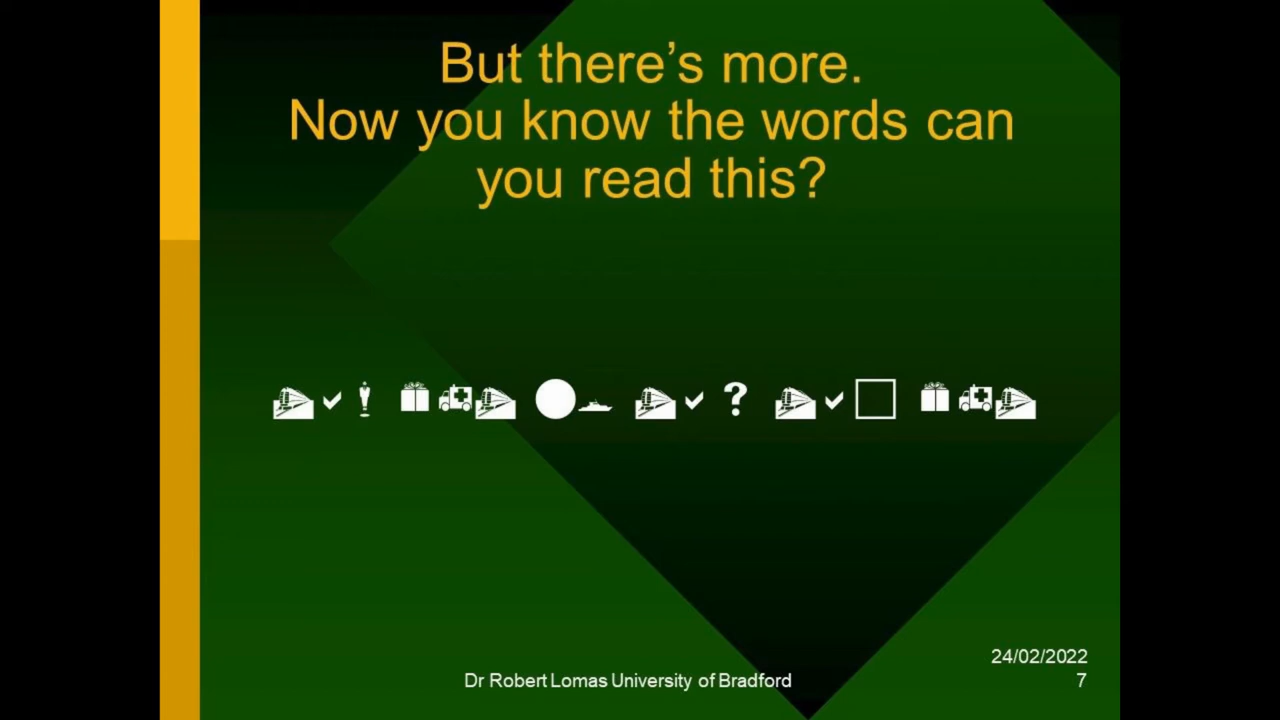 But there’s more.
Now you know the words can
you read this?
24/02/2022
Dr Robert Lomas University of Bradford
7